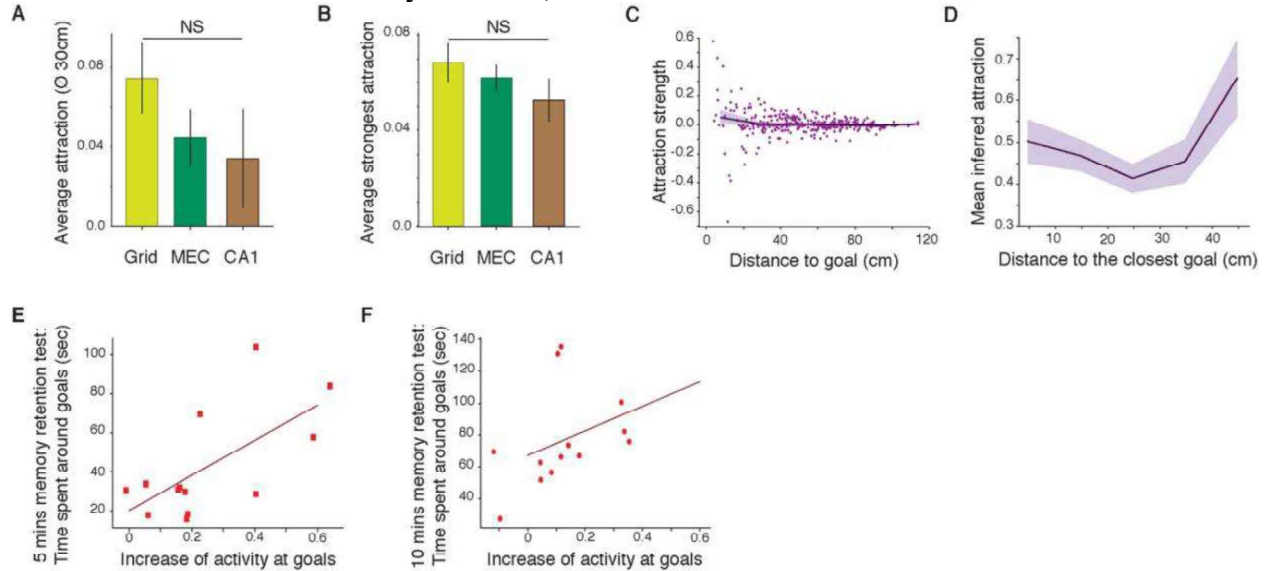 A
NS
Average attraction (Ø 30cm)
0.08
0.04
0.0
Grid MEC CA1
B
NS
Average strongest attraction
0.08
0.04
0.0
Grid MEC CA1
C
Attraction strength
0.6
0.4
0.2
0.0
-0.2
-0.4
-0.6
0 40 80 120
Distance to goal (cm)
D
Mean inferred attraction
0.7
0.6
0.5
0.4
0.3
10 20 30 40
Distance to the closest goal (cm)
E
5 mins memory retention test:
Time spent around goals (sec)
100
80
60
40
20
0 0.2 0.4 0.6
Increase of activity at goals
F
10 mins memory retention test:
Time spent around goals (sec)
140
120
100
80
60
40
0 0.2 0.4 0.6
Increase of activity at goals